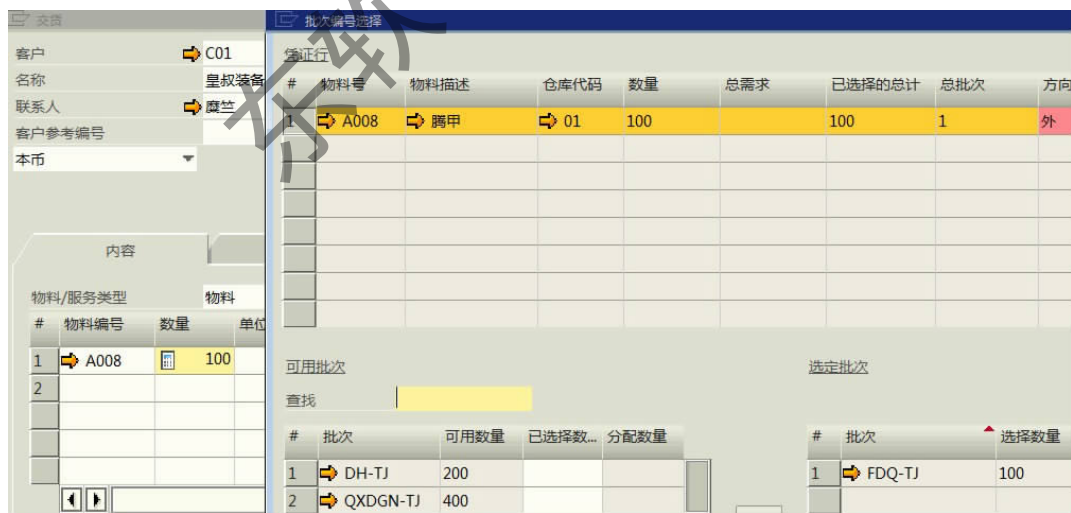 交货
客户 C01
名称 皇叔装备
联系人 糜竺
客户参考编号
本币
内容
物料/服务类型 物料
# 物料编号 数量 单位
1 A008 100
2
批次编号选择
凭证行
# 物料号 物料描述 仓库代码 数量 总需求 已选择的总计 总批次 方向
1 A008 腾甲 01 100 100 1 外
可用批次
查找
# 批次 可用数量 已选择数... 分配数量
1 DH-TJ 200
2 QXDGN-TJ 400
选定批次
# 批次 选择数量
1 FDQ-TJ 100
东软